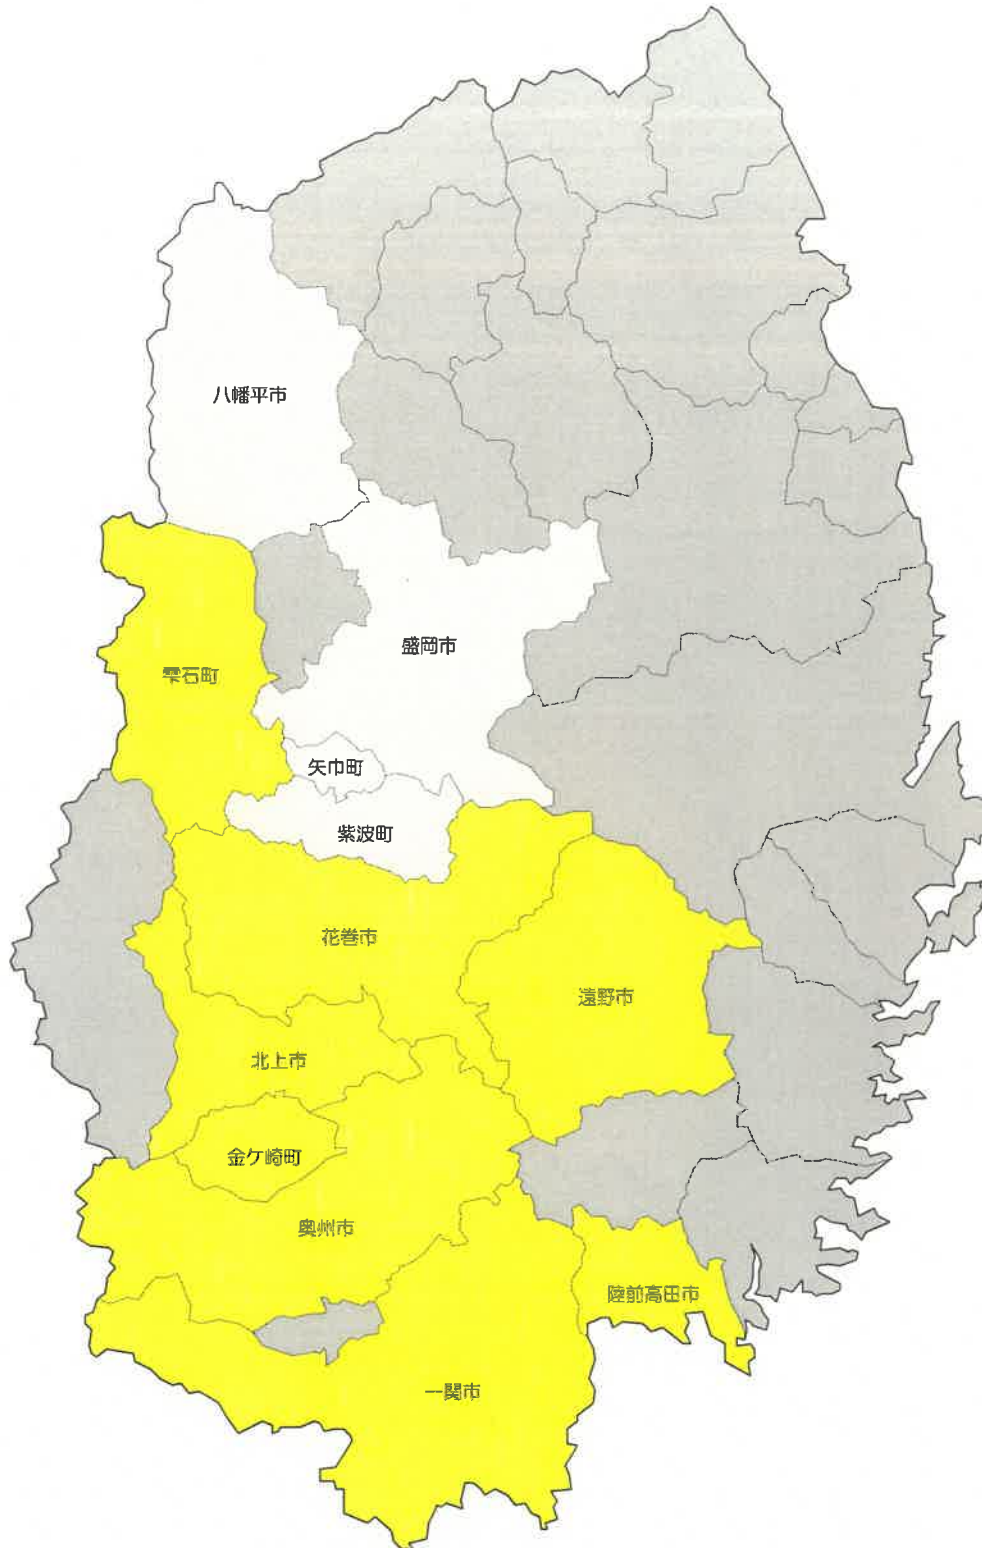 八幡平市
盛岡市
雫石町
矢巾町
紫波町
花巻市
遠野市
北上市
金ケ崎町
奥州市
陸前高田市
一関市